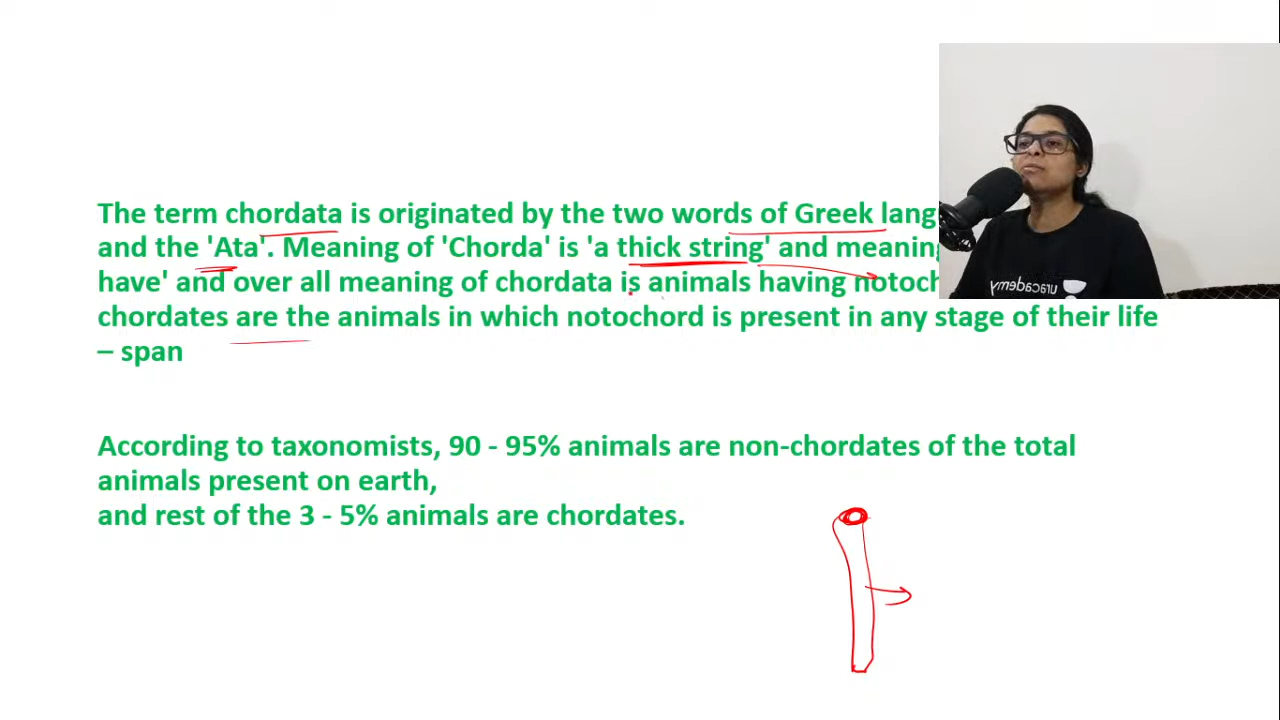 The term chordata is originated by the two words of Greek lang
and the 'Ata'. Meaning of 'Chorda' is 'a thick string' and meaning
have' and over all meaning of chordata is animals having notoch
chordates are the animals in which notochord is present in any stage of their life
– span
According to taxonomists, 90 - 95% animals are non-chordates of the total
animals present on earth,
and rest of the 3 - 5% animals are chordates.
uracademy